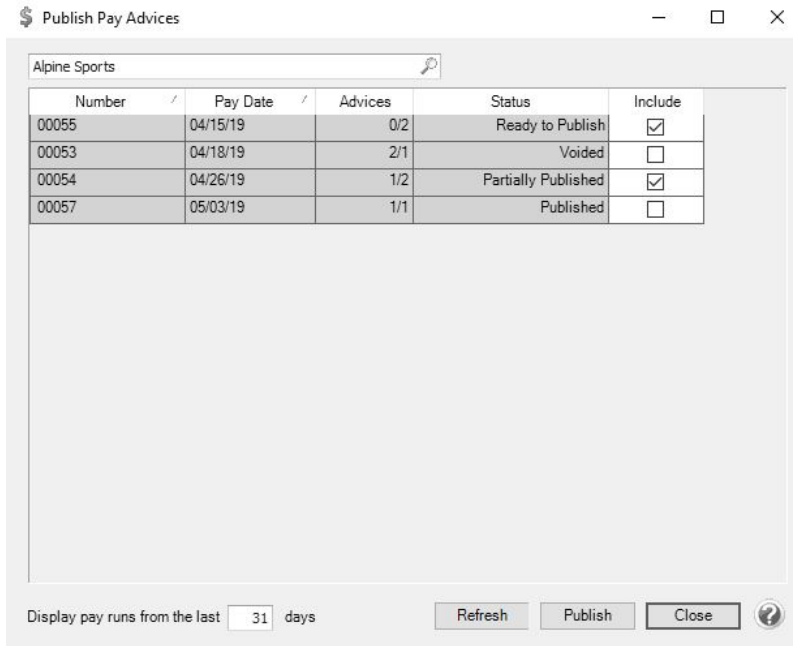 $ Publish Pay Advices
Alpine Sports
Number / Pay Date / Advices Status Include
00055 04/15/19 0/2 Ready to Publish
00053 04/18/19 2/1 Voided
00054 04/26/19 1/2 Partially Published
00057 05/03/19 1/1 Published
Display pay runs from the last 31 days Refresh Publish Close ?